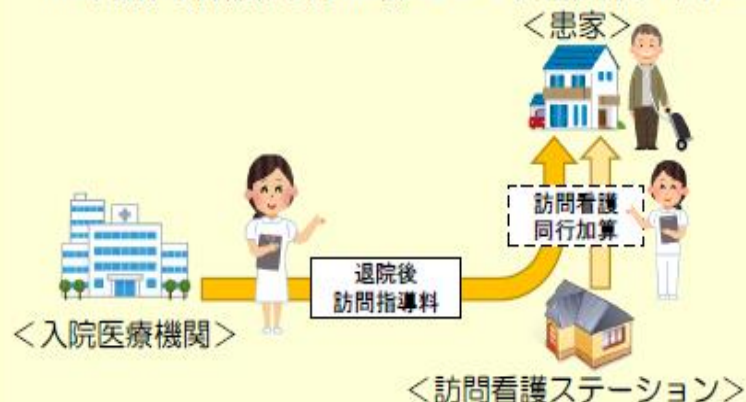 ＜患家＞
訪問看護
同行加算
退院後
訪問指導料
＜入院医療機関＞
＜訪問看護ステーション＞